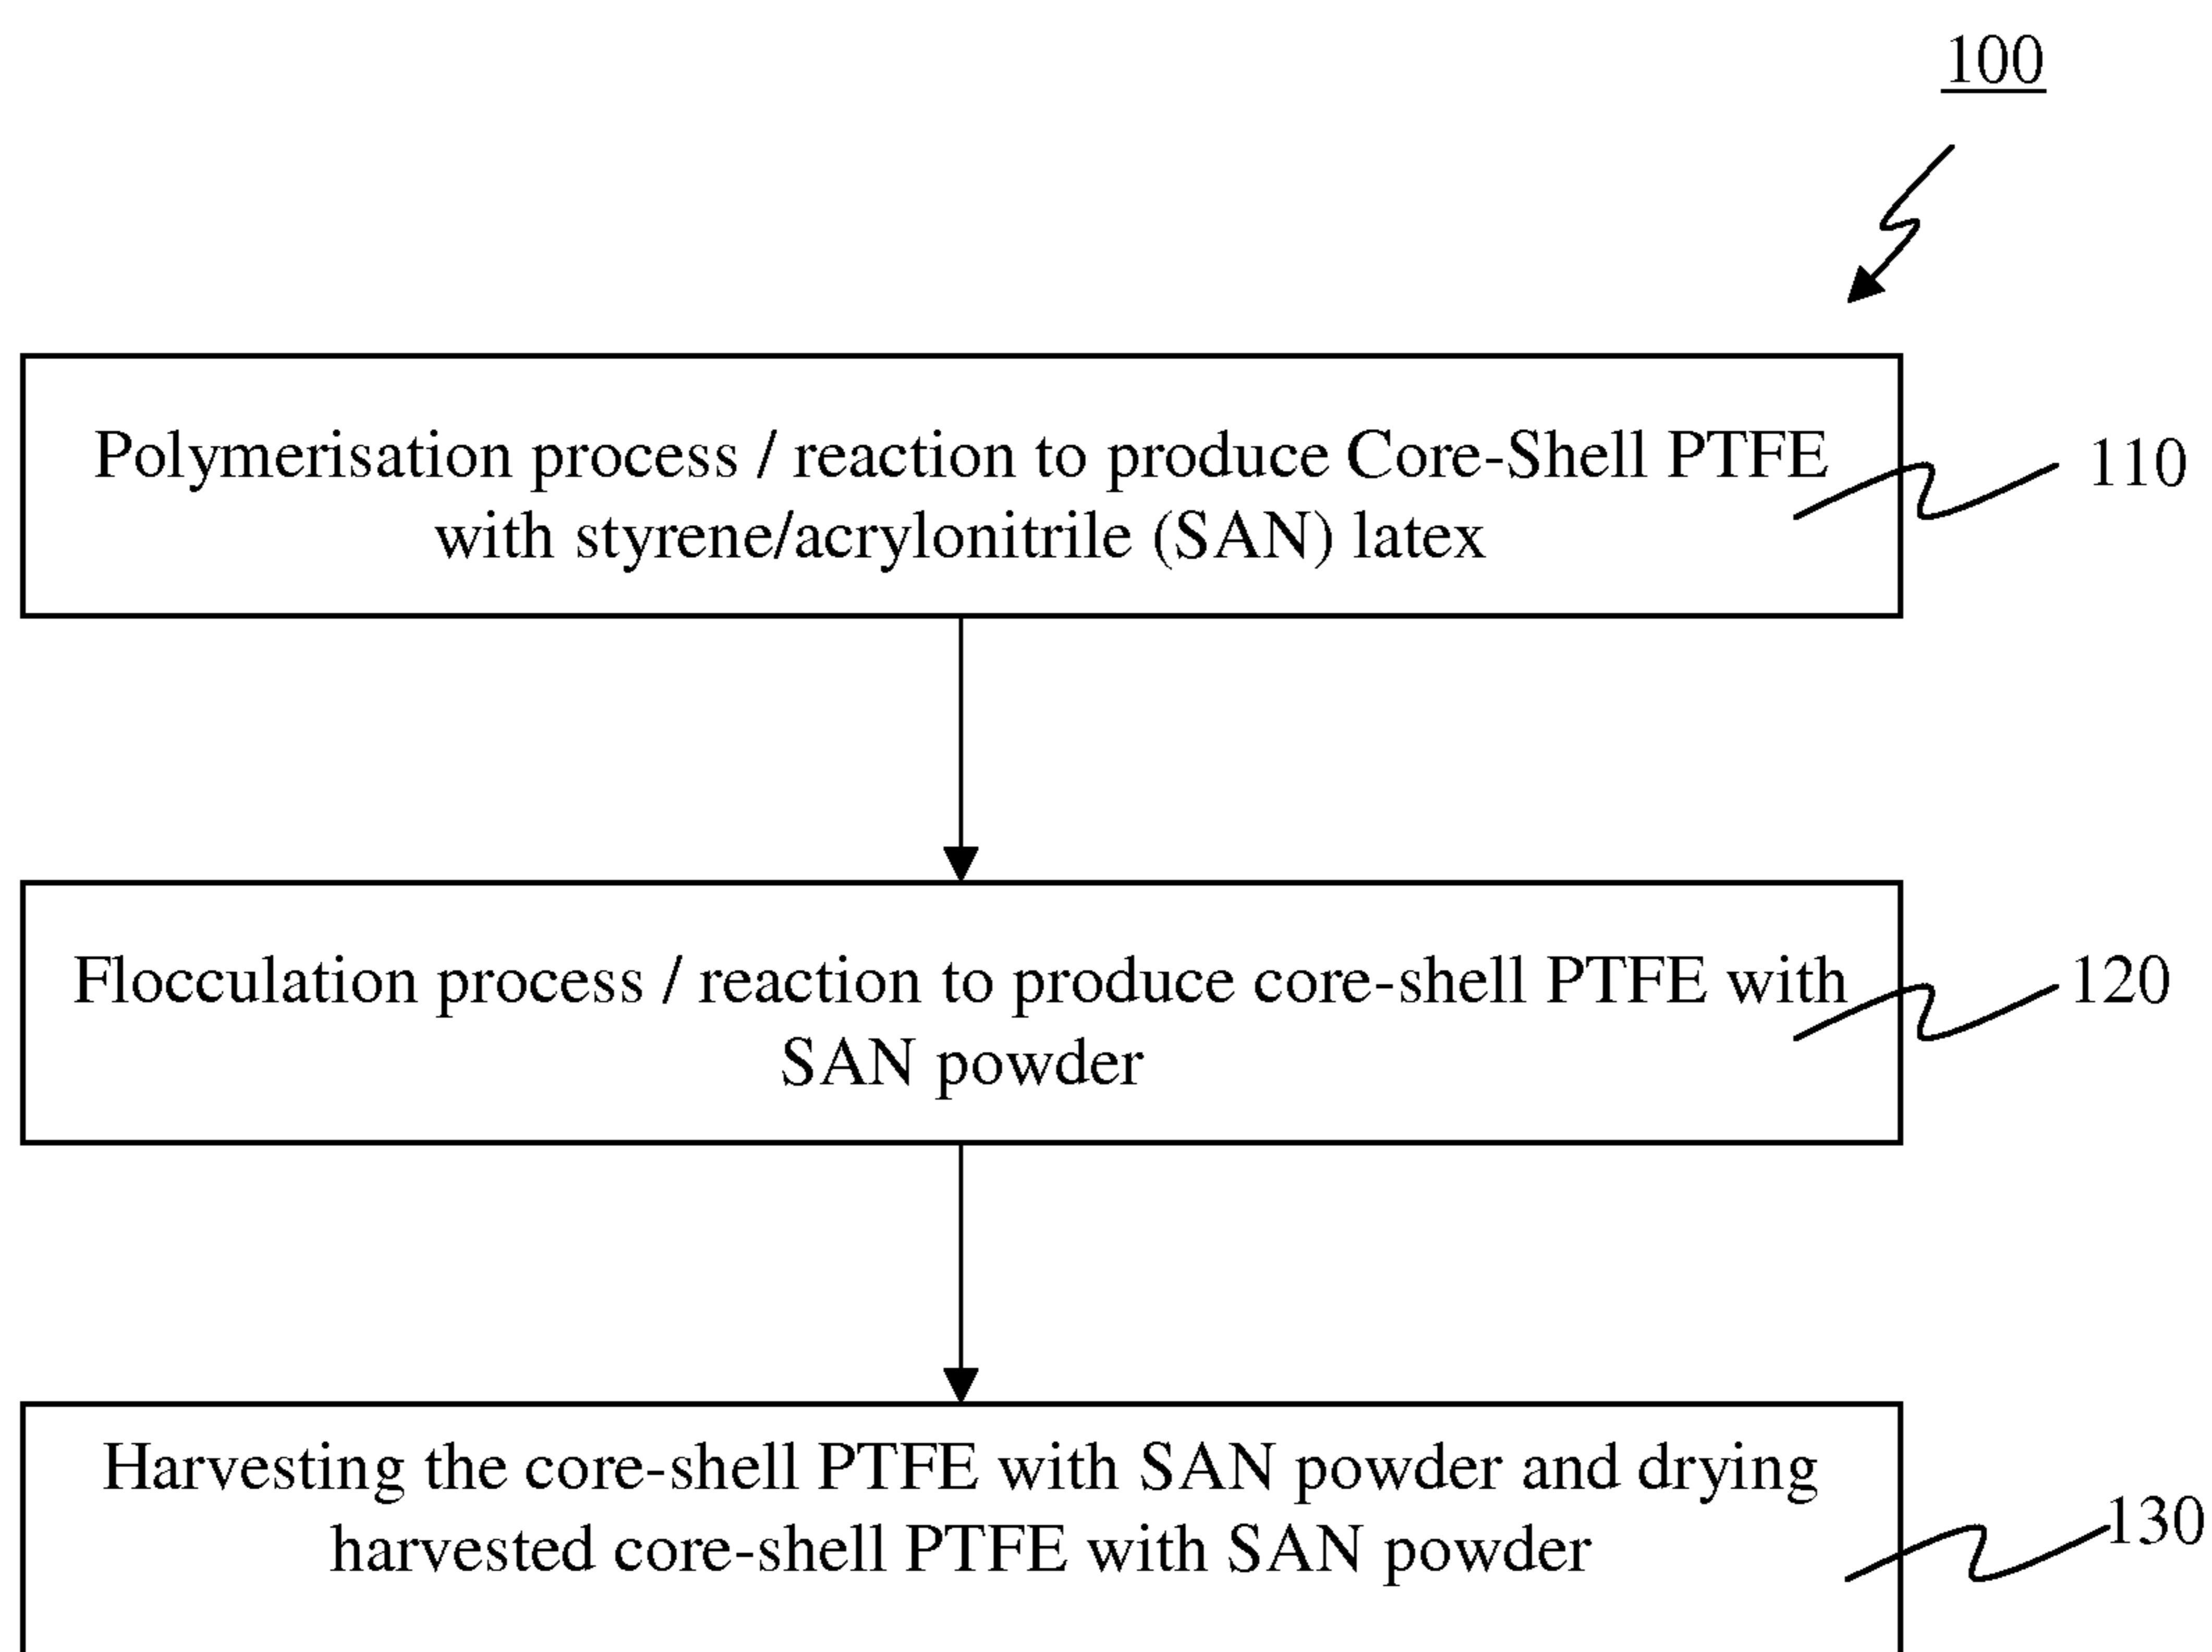 100
Polymerisation process / reaction to produce Core-Shell PTFE
with styrene/acrylonitrile (SAN) latex
110
Flocculation process / reaction to produce core-shell PTFE with
SAN powder
120
Harvesting the core-shell PTFE with SAN powder and drying
harvested core-shell PTFE with SAN powder
130